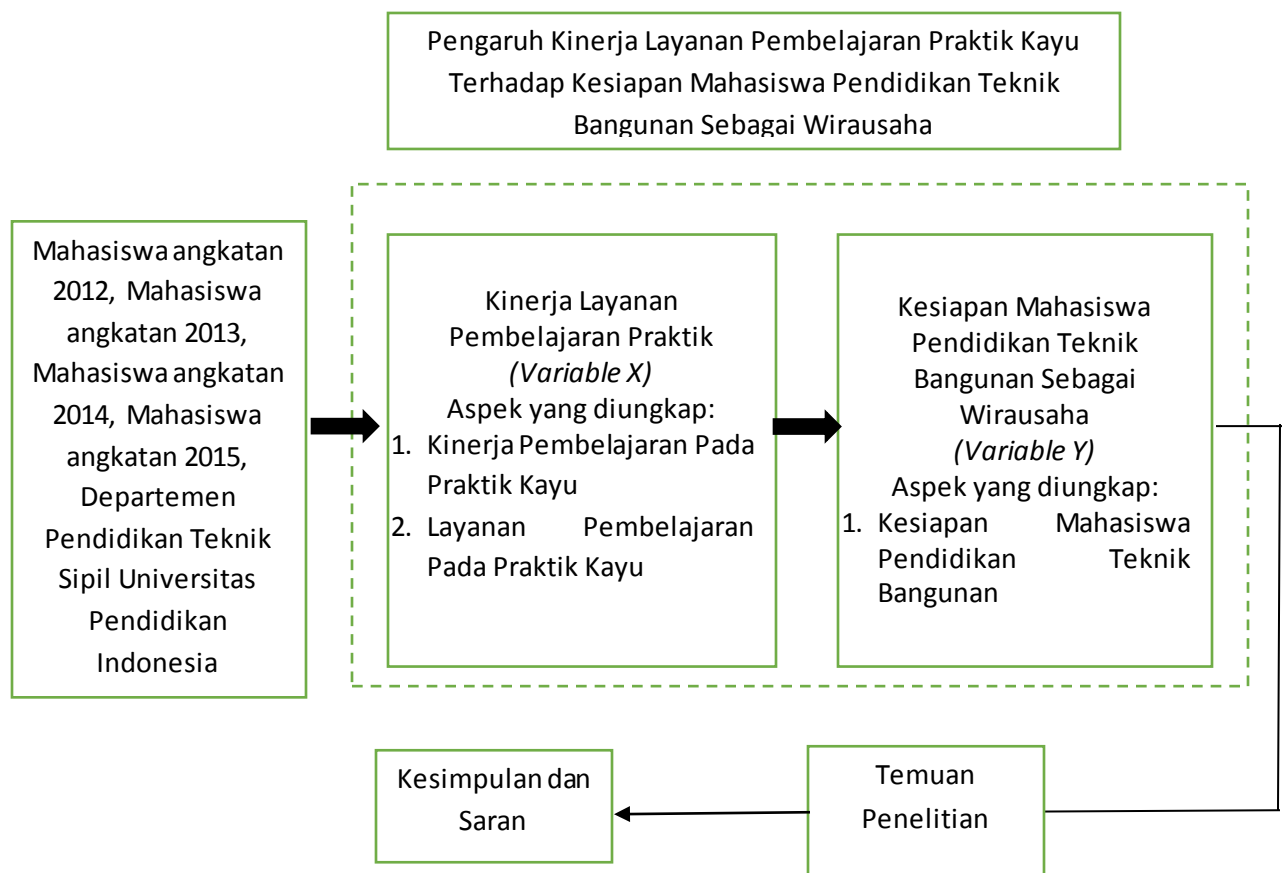 Pengaruh Kinerja Layanan Pembelajaran Praktik Kayu
Terhadap Kesiapan Mahasiswa Pendidikan Teknik
Bangunan Sebagai Wirausaha
Mahasiswa angkatan
2012, Mahasiswa
angkatan 2013,
Mahasiswa angkatan
2014, Mahasiswa
angkatan 2015,
Departemen
Pendidikan Teknik
Sipil Universitas
Pendidikan
Indonesia
Kinerja Layanan
Pembelajaran Praktik
(Variable X)
Aspek yang diungkap:
1. Kinerja Pembelajaran Pada
Praktik Kayu
2. Layanan Pembelajaran
Pada Praktik Kayu
Kesiapan Mahasiswa
Pendidikan Teknik
Bangunan Sebagai
Wirausaha
(Variable Y)
Aspek yang diungkap:
1. Kesiapan Mahasiswa
Pendidikan Teknik
Bangunan
Kesimpulan dan
Saran
Temuan
Penelitian